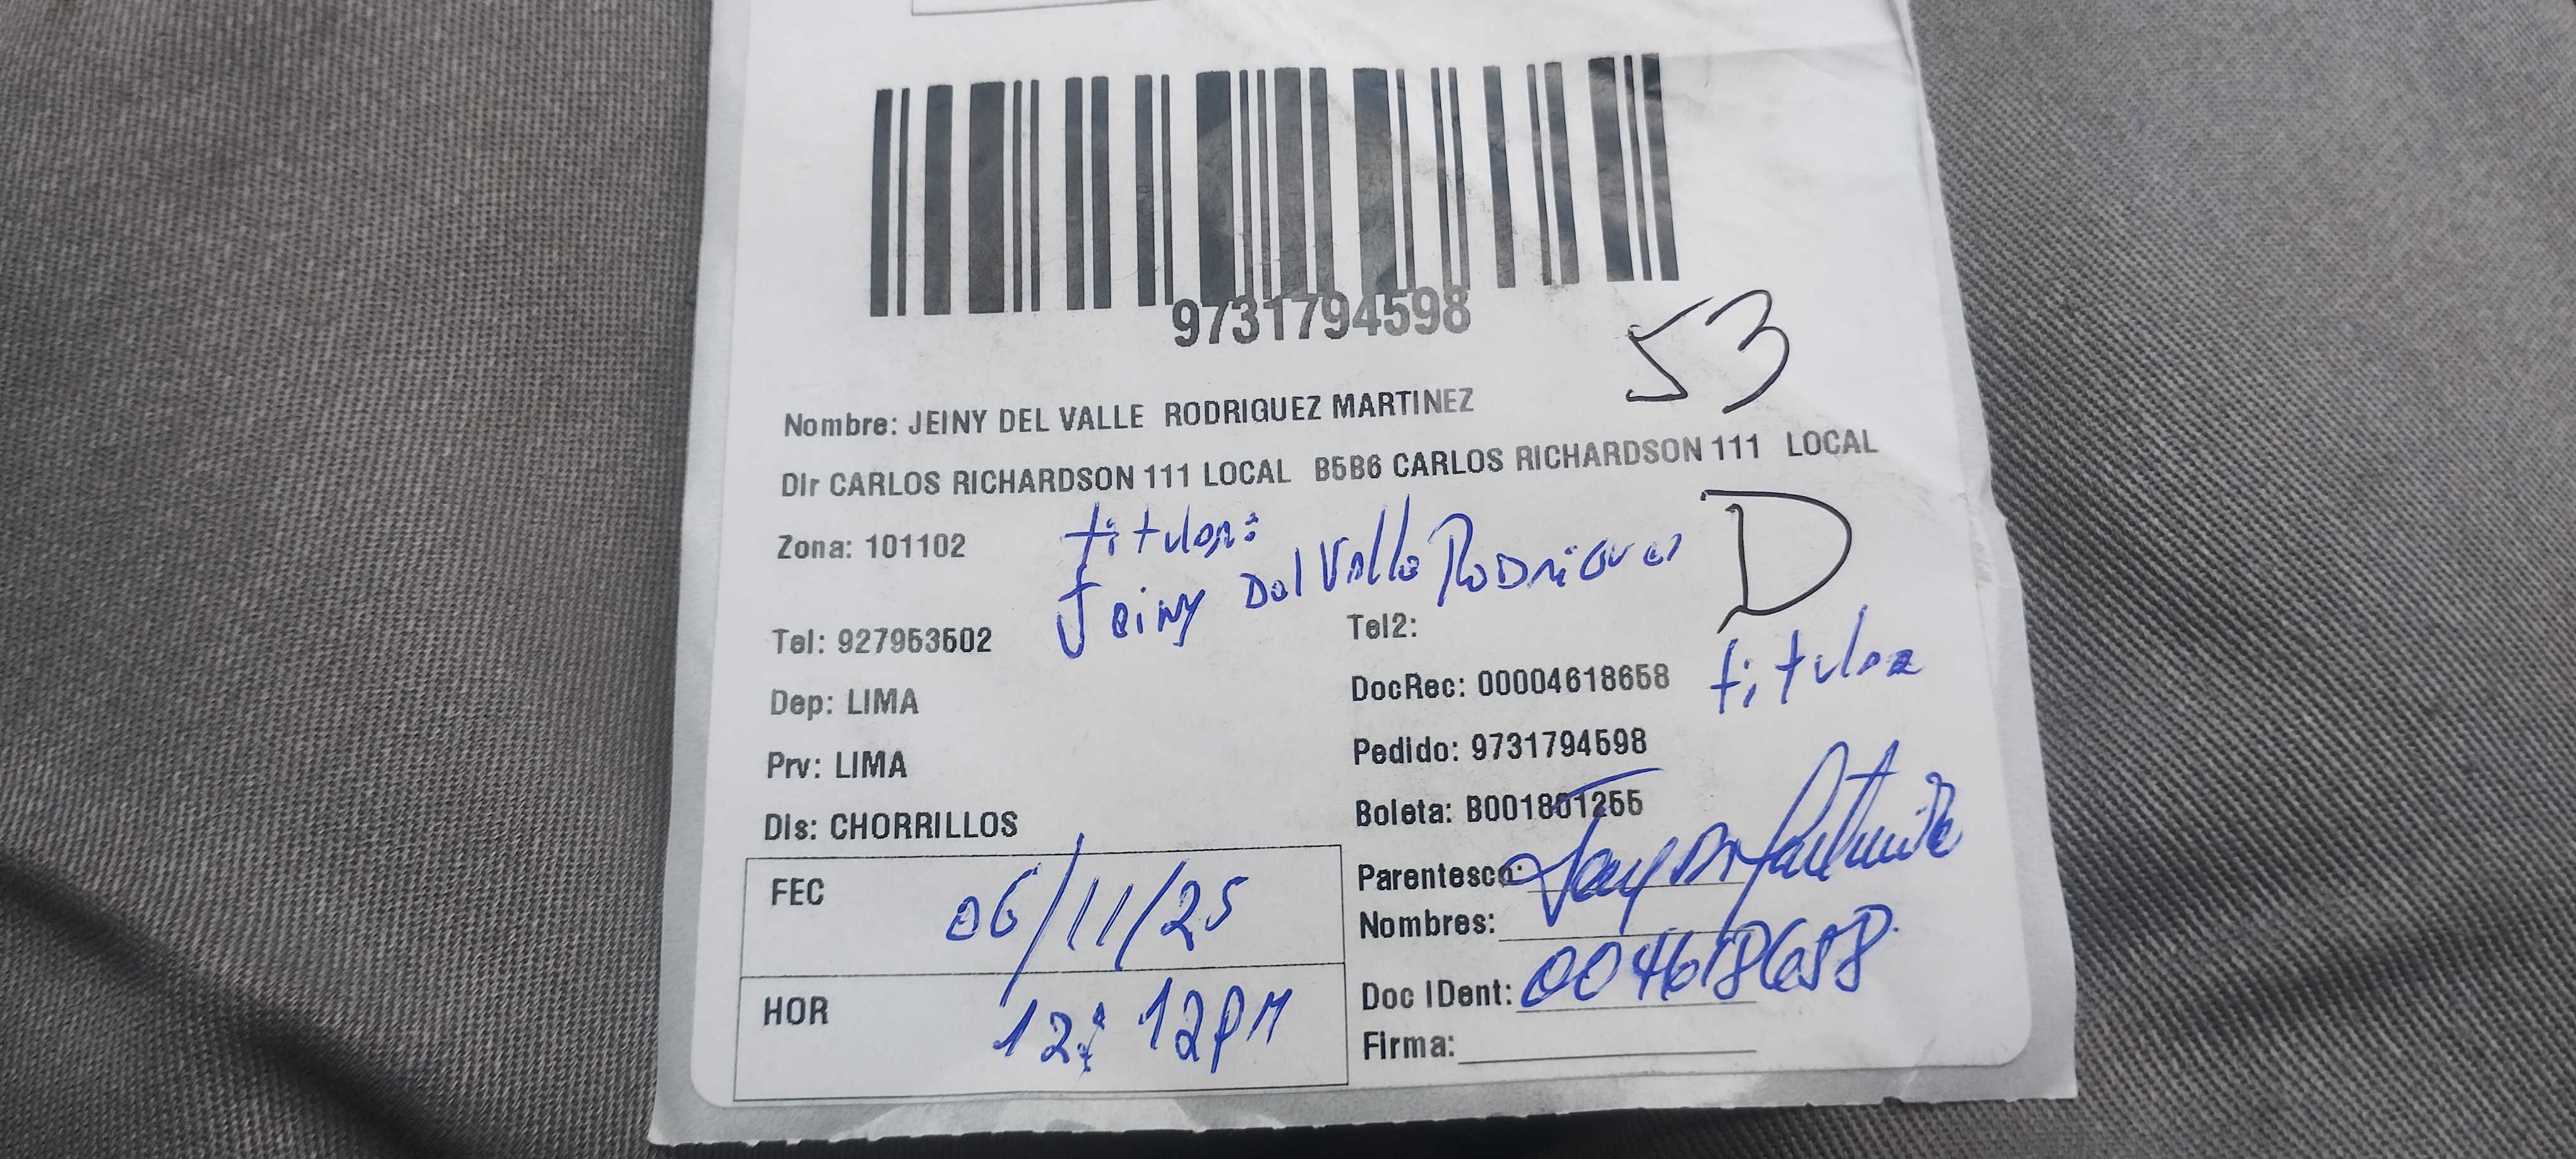 9731794598
53
Nombre: JEINY DEL VALLE RODRIGUEZ MARTINEZ
Dir CARLOS RICHARDSON 111 LOCAL B5B6 CARLOS RICHARDSON 111 LOCAL
Zona: 101102
titular:
Jeiny Del Valle Rodriguez
D
Tel: 927953502
Tel2:
Dep: LIMA
DocRec: 00004618658
titular
Prv: LIMA
Pedido: 9731794598
Dis: CHORRILLOS
Boleta: B001801255
FEC 06/11/25
Parentesco:
Nombres:
HOR 12:12PM
Doc IDent: 004618658
Firma: